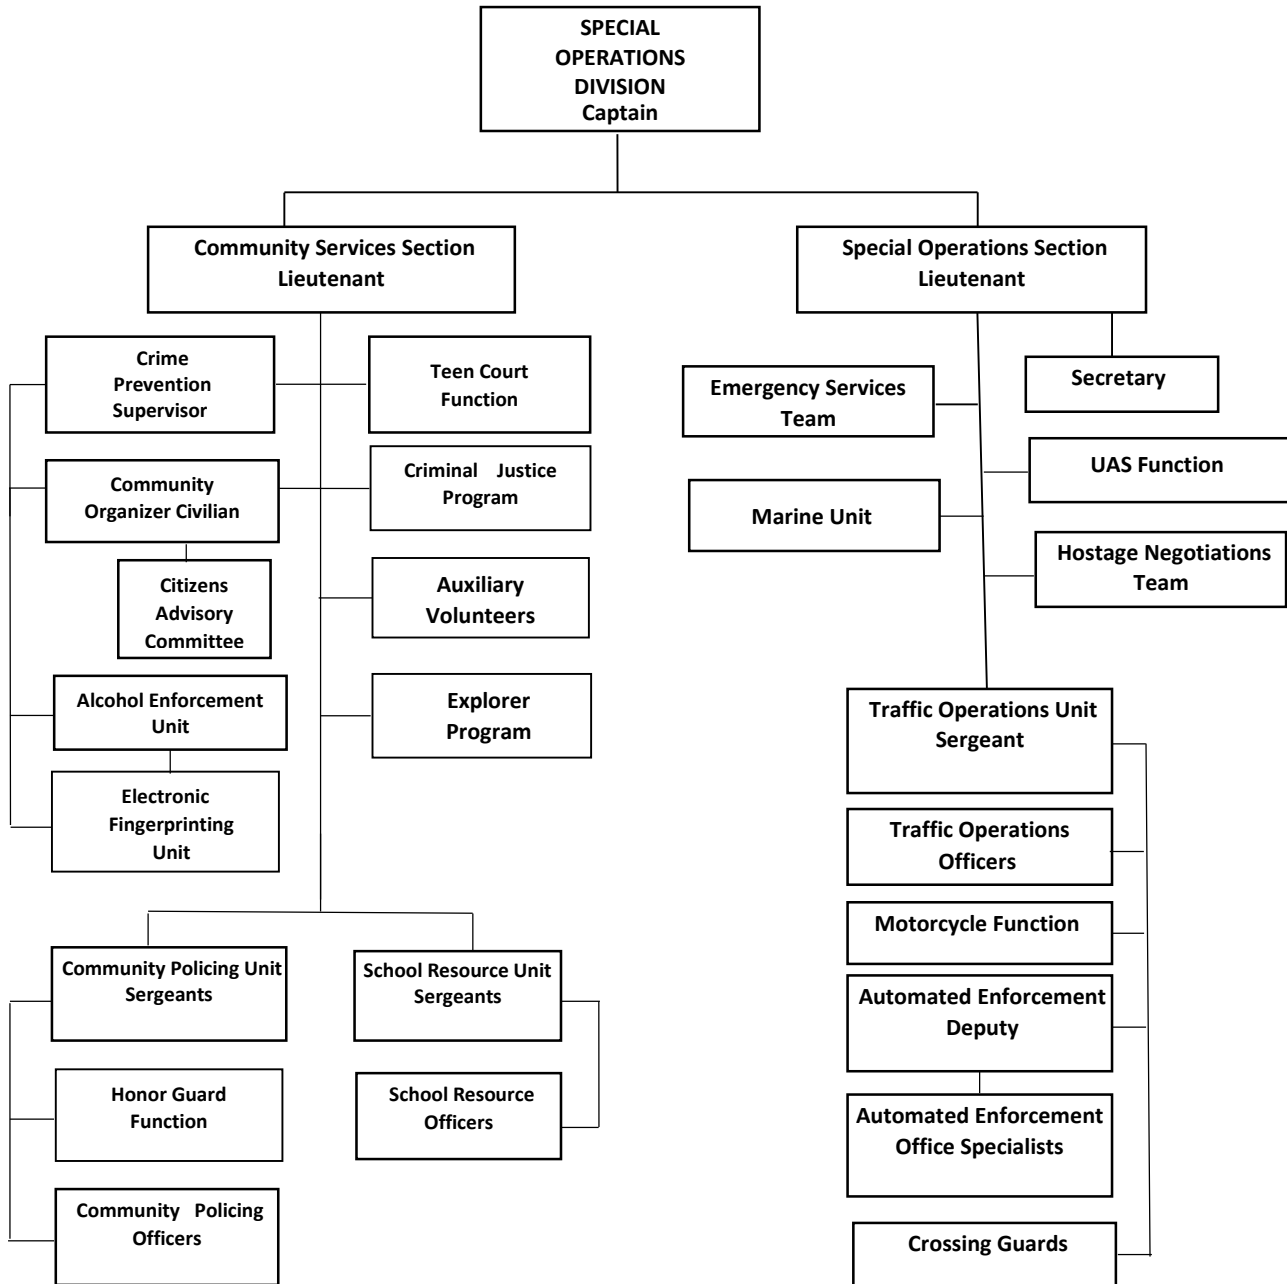 SPECIAL
OPERATIONS
DIVISION
Captain
Community Services Section
Lieutenant
Special Operations Section
Lieutenant
Crime
Prevention
Supervisor
Teen Court
Function
Emergency Services
Team
Secretary
Community
Organizer Civilian
Criminal Justice
Program
Marine Unit
UAS Function
Hostage Negotiations
Team
Citizens
Advisory
Committee
Auxiliary
Volunteers
Alcohol Enforcement
Unit
Explorer
Program
Traffic Operations Unit
Sergeant
Electronic
Fingerprinting
Unit
Traffic Operations
Officers
Motorcycle Function
Community Policing Unit
Sergeants
School Resource Unit
Sergeants
Automated Enforcement
Deputy
Honor Guard
Function
School Resource
Officers
Automated Enforcement
Office Specialists
Community Policing
Officers
Crossing Guards